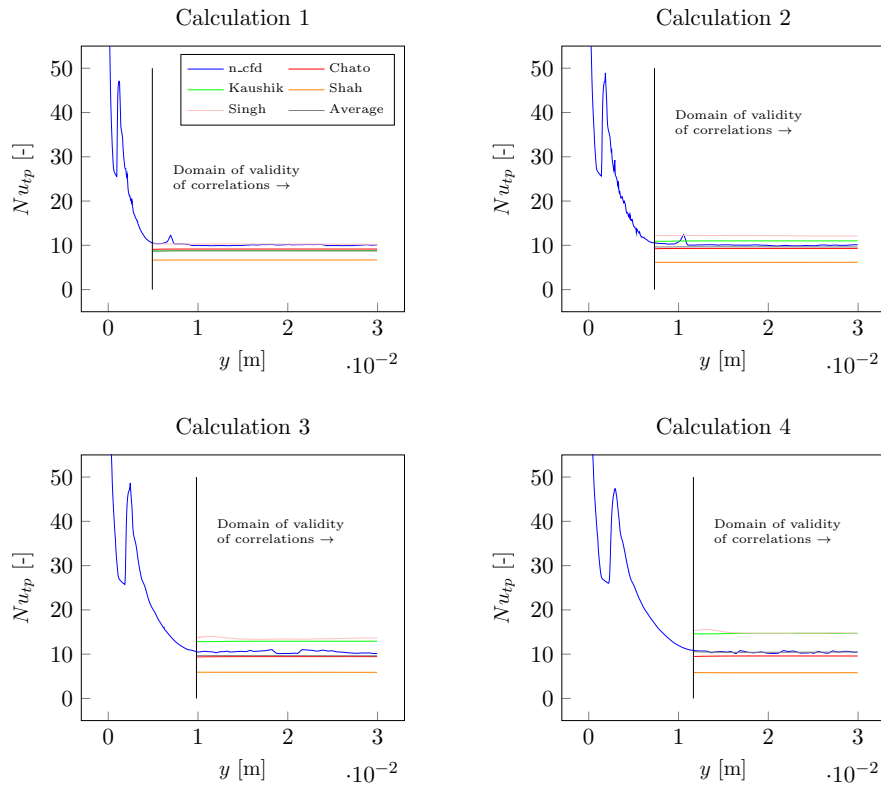 Calculation 1
50
40
30
20
10
0
Nu_tp [-]
n_cfd
Chato
Kaushik
Shah
Singh
Average
Domain of validity
of correlations →
0
1
2
3
·10⁻²
y [m]
Calculation 2
50
40
30
20
10
0
Nu_tp [-]
Domain of validity
of correlations →
0
1
2
3
·10⁻²
y [m]
Calculation 3
50
40
30
20
10
0
Nu_tp [-]
Domain of validity
of correlations →
0
1
2
3
·10⁻²
y [m]
Calculation 4
50
40
30
20
10
0
Nu_tp [-]
Domain of validity
of correlations →
0
1
2
3
·10⁻²
y [m]